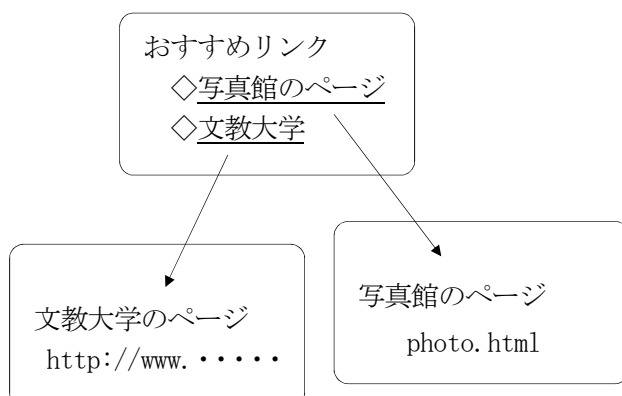 おすすめリンク
◇写真館のページ
◇文教大学
文教大学のページ
http://www.・・・・・
写真館のページ
photo.html